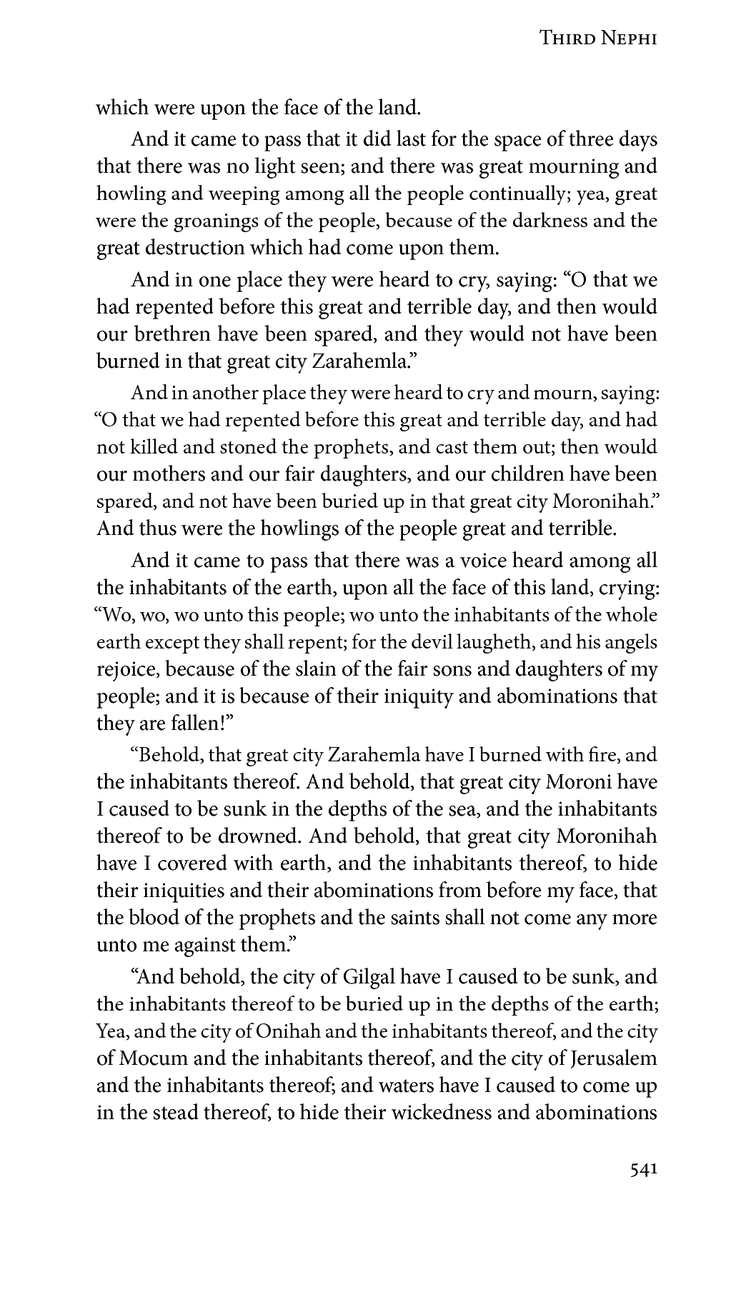 Third Nephi
which were upon the face of the land.
And it came to pass that it did last for the space of three days
that there was no light seen; and there was great mourning and
howling and weeping among all the people continually; yea, great
were the groanings of the people, because of the darkness and the
great destruction which had come upon them.
And in one place they were heard to cry, saying: “O that we
had repented before this great and terrible day, and then would
our brethren have been spared, and they would not have been
burned in that great city Zarahemla.”
And in another place they were heard to cry and mourn, saying:
“O that we had repented before this great and terrible day, and had
not killed and stoned the prophets, and cast them out; then would
our mothers and our fair daughters, and our children have been
spared, and not have been buried up in that great city Moronihah.”
And thus were the howlings of the people great and terrible.
And it came to pass that there was a voice heard among all
the inhabitants of the earth, upon all the face of this land, crying:
“Wo, wo, wo unto this people; wo unto the inhabitants of the whole
earth except they shall repent; for the devil laugheth, and his angels
rejoice, because of the slain of the fair sons and daughters of my
people; and it is because of their iniquity and abominations that
they are fallen!”
“Behold, that great city Zarahemla have I burned with fire, and
the inhabitants thereof. And behold, that great city Moroni have
I caused to be sunk in the depths of the sea, and the inhabitants
thereof to be drowned. And behold, that great city Moronihah
have I covered with earth, and the inhabitants thereof, to hide
their iniquities and their abominations from before my face, that
the blood of the prophets and the saints shall not come any more
unto me against them.”
“And behold, the city of Gilgal have I caused to be sunk, and
the inhabitants thereof to be buried up in the depths of the earth;
Yea, and the city of Onihah and the inhabitants thereof, and the city
of Mocum and the inhabitants thereof, and the city of Jerusalem
and the inhabitants thereof; and waters have I caused to come up
in the stead thereof, to hide their wickedness and abominations
541